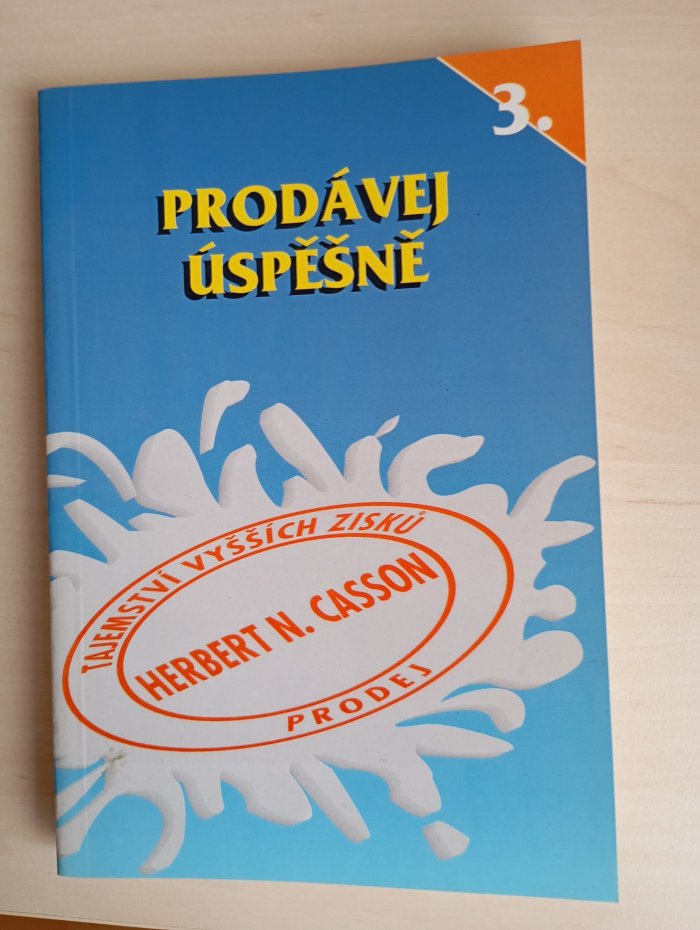 3.
PRODÁVEJ
ÚSPĚŠNĚ
TAJEMSTVÍ VYŠŠÍCH ZISKŮ
HERBERT N. CASSON
PRODEJ